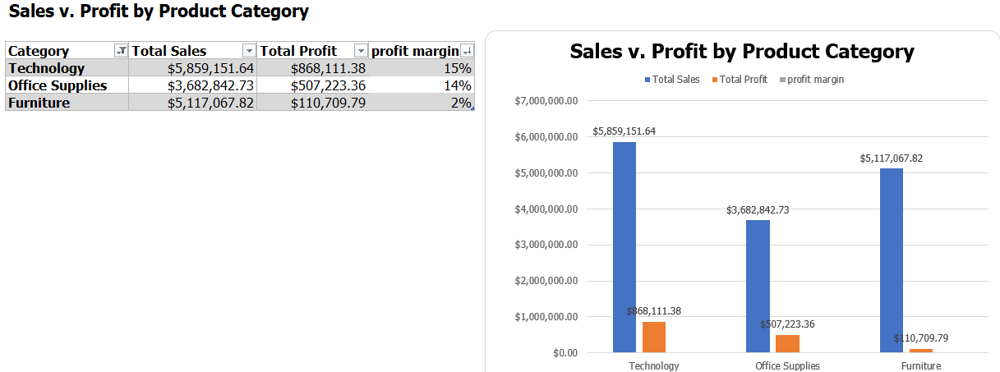 Sales v. Profit by Product Category
Category Total Sales Total Profit profit margin
Technology $5,859,151.64 $868,111.38 15%
Office Supplies $3,682,842.73 $507,223.36 14%
Furniture $5,117,067.82 $110,709.79 2%
Sales v. Profit by Product Category
Total Sales Total Profit profit margin
$7,000,000.00
$6,000,000.00
$5,000,000.00
$4,000,000.00
$3,000,000.00
$2,000,000.00
$1,000,000.00
$0.00
$5,859,151.64
$868,111.38
$3,682,842.73
$507,223.36
$5,117,067.82
$110,709.79
Technology Office Supplies Furniture